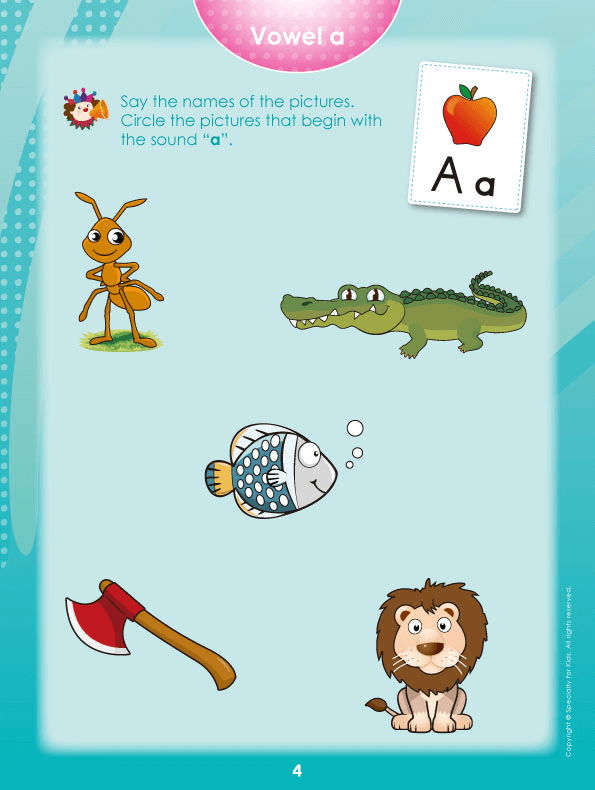 Vowel a
Say the names of the pictures.
Circle the pictures that begin with
the sound “a”.
A a
Copyright © Specialty for Kids. All rights reserved.
4